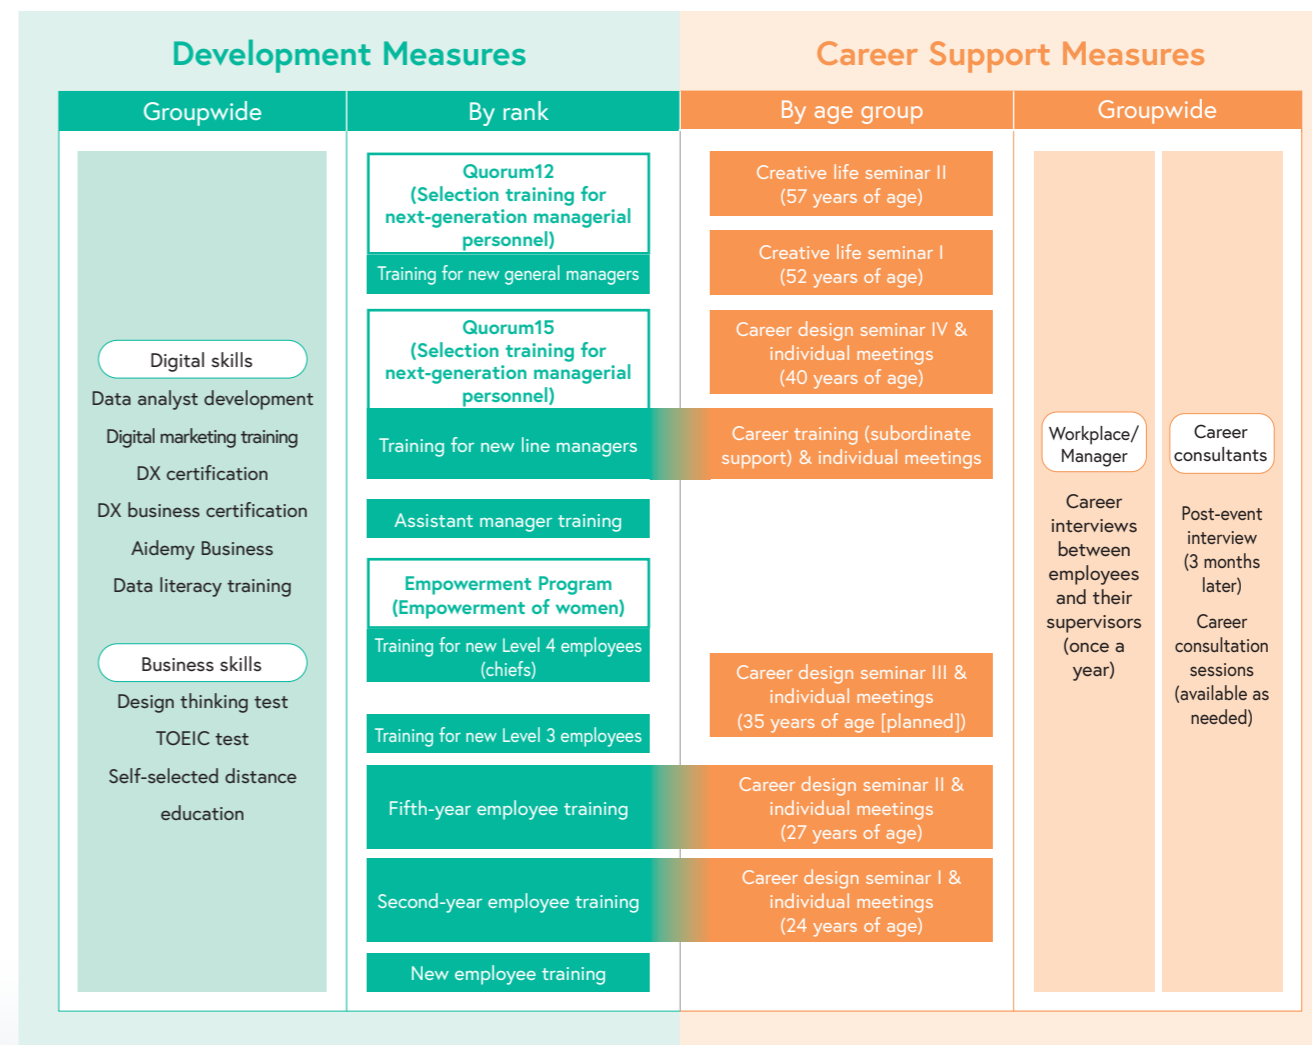 Development Measures
Career Support Measures
Groupwide
By rank
By age group
Groupwide
Digital skills
Data analyst development
Digital marketing training
DX certification
DX business certification
Aidemy Business
Data literacy training
Business skills
Design thinking test
TOEIC test
Self-selected distance
education
Quorum12
(Selection training for
next-generation managerial
personnel)
Training for new general managers
Quorum15
(Selection training for
next-generation managerial
personnel)
Training for new line managers
Assistant manager training
Empowerment Program
(Empowerment of women)
Training for new Level 4 employees
(chiefs)
Training for new Level 3 employees
Fifth-year employee training
Second-year employee training
New employee training
Creative life seminar II
(57 years of age)
Creative life seminar I
(52 years of age)
Career design seminar IV &
individual meetings
(40 years of age)
Career training (subordinate
support) & individual meetings
Career design seminar III &
individual meetings
(35 years of age [planned])
Career design seminar II &
individual meetings
(27 years of age)
Career design seminar I &
individual meetings
(24 years of age)
Workplace/
Manager
Career
interviews
between
employees
and their
supervisors
(once a
year)
Career
consultants
Post-event
interview
(3 months
later)
Career
consultation
sessions
(available as
needed)